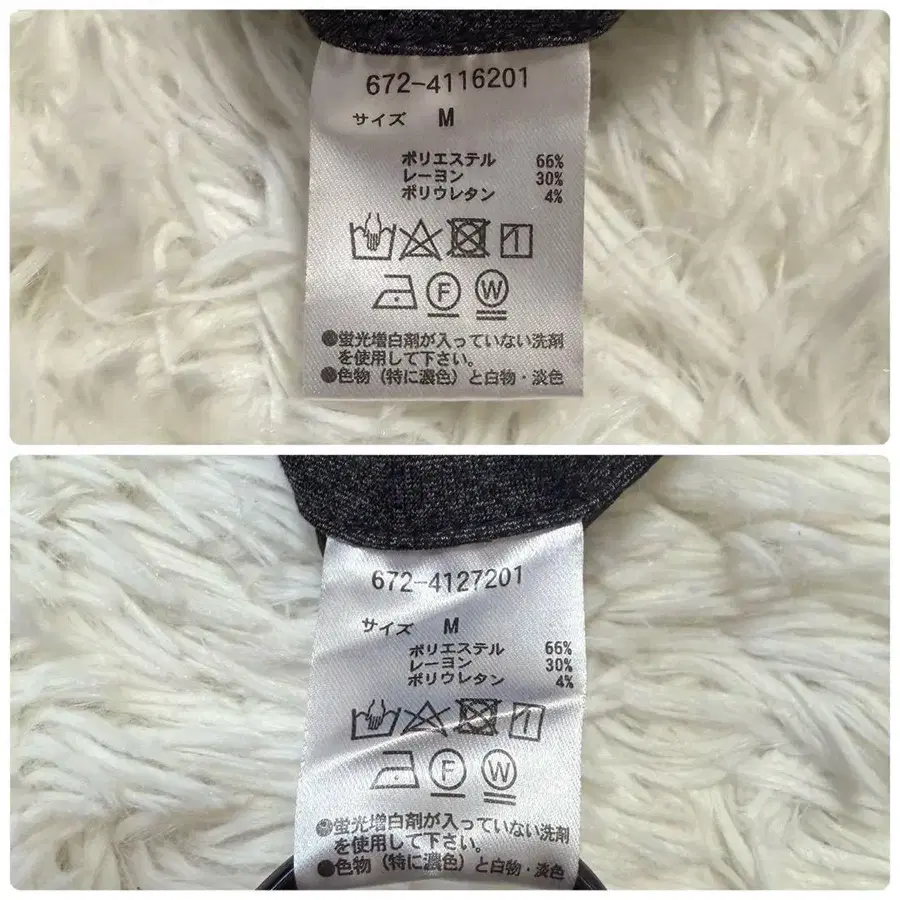 672-4116201
サイズ M
ポリエステル 66%
レーヨン 30%
ポリウレタン 4%
F W
●蛍光増白剤が入っていない洗剤
を使用して下さい。
●色物（特に濃色）と白物・淡色
672-4127201
サイズ M
ポリエステル 66%
レーヨン 30%
ポリウレタン 4%
F W
●蛍光増白剤が入っていない洗剤
を使用して下さい。
●色物（特に濃色）と白物・淡色